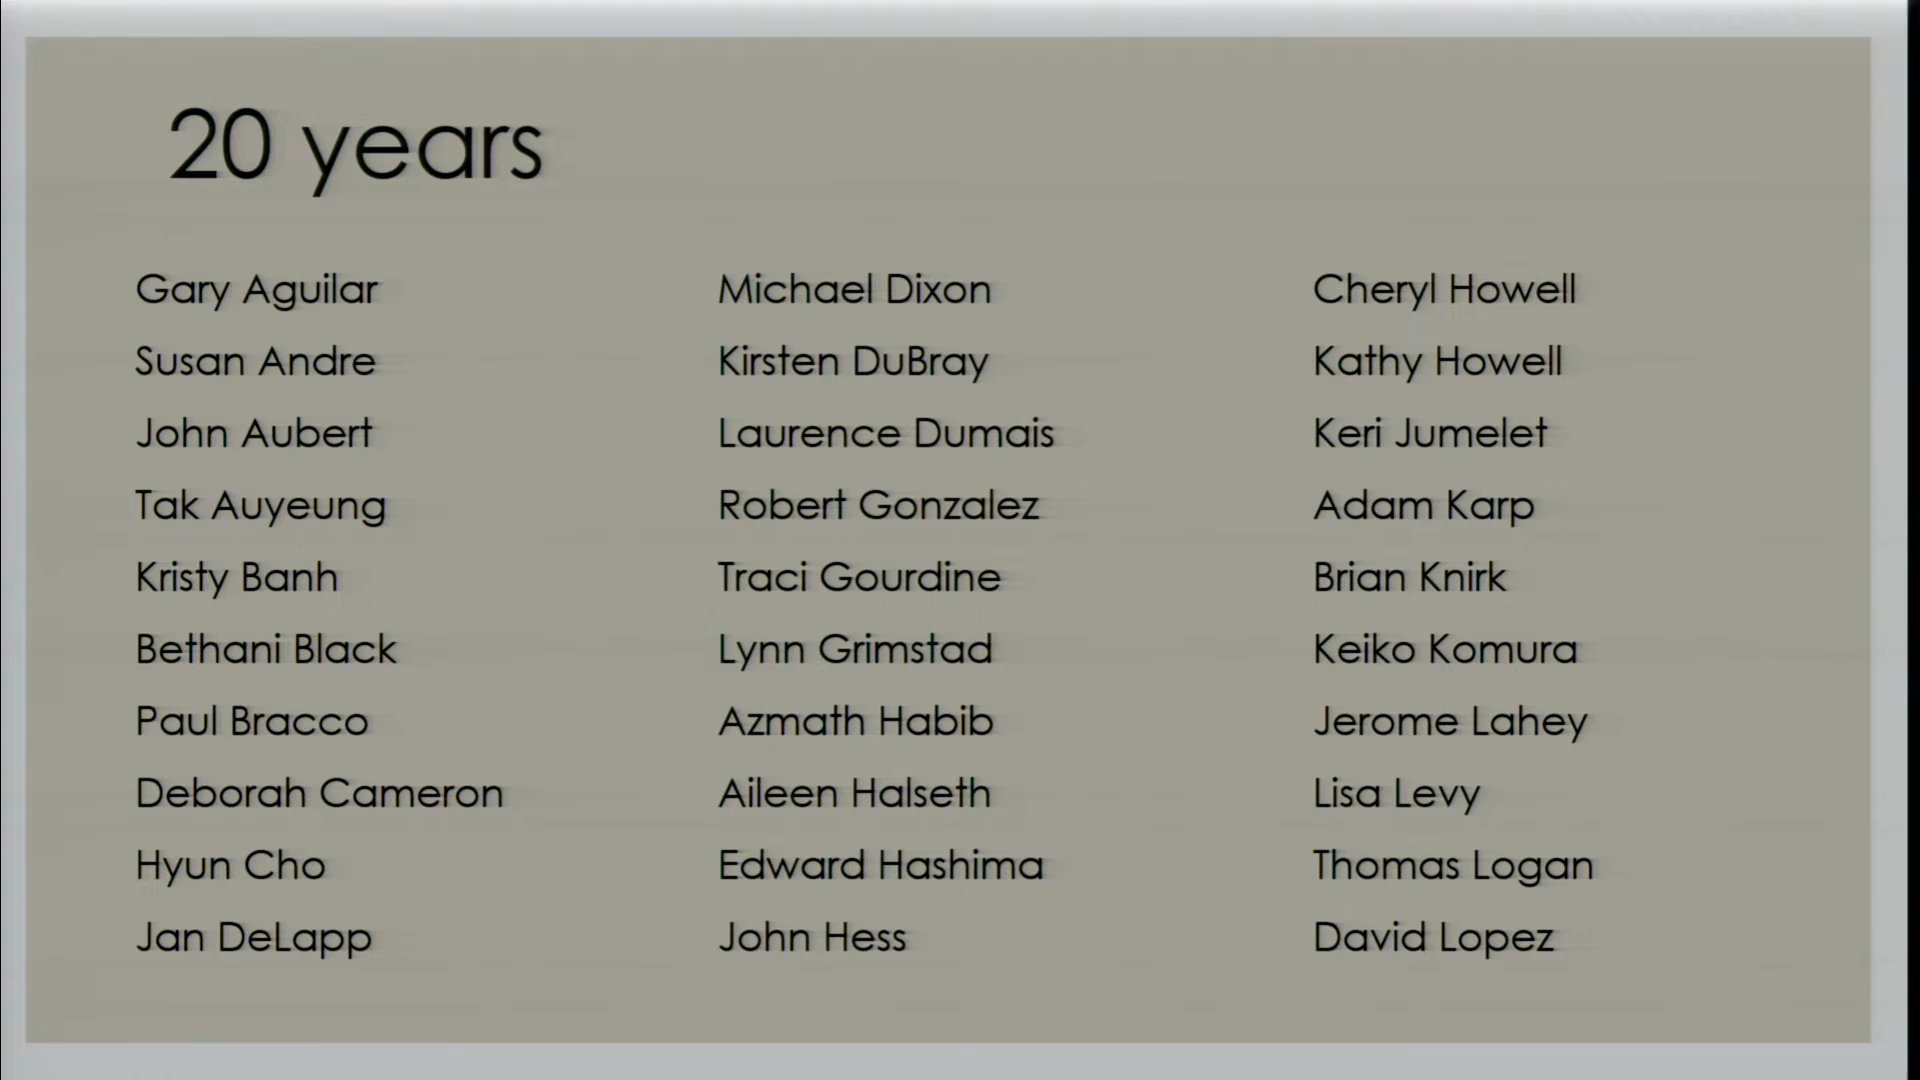 20 years
Gary Aguilar
Susan Andre
John Aubert
Tak Auyeung
Kristy Banh
Bethani Black
Paul Bracco
Deborah Cameron
Hyun Cho
Jan DeLapp
Michael Dixon
Kirsten DuBray
Laurence Dumais
Robert Gonzalez
Traci Gourdine
Lynn Grimstad
Azmath Habib
Aileen Halseth
Edward Hashima
John Hess
Cheryl Howell
Kathy Howell
Keri Jumelet
Adam Karp
Brian Knirk
Keiko Komura
Jerome Lahey
Lisa Levy
Thomas Logan
David Lopez